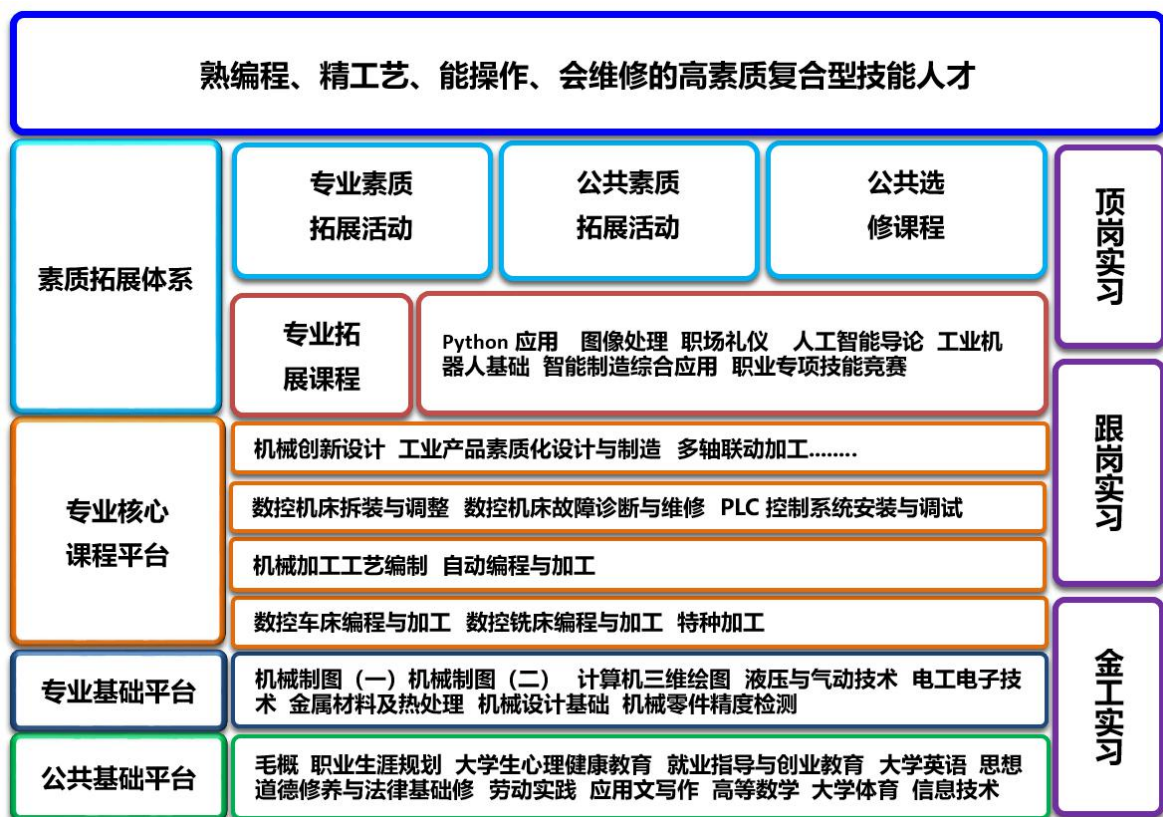 熟编程、精工艺、能操作、会维修的高素质复合型技能人才
素质拓展体系
专业素质
拓展活动
公共素质
拓展活动
公共选
修课程
专业拓
展课程
Python 应用 图像处理 职场礼仪 人工智能导论 工业机
器人基础 智能制造综合应用 职业专项技能竞赛
专业核心
课程平台
机械创新设计 工业产品素质化设计与制造 多轴联动加工........
数控机床拆装与调整 数控机床故障诊断与维修 PLC 控制系统安装与调试
机械加工工艺编制 自动编程与加工
数控车床编程与加工 数控铣床编程与加工 特种加工
专业基础平台
机械制图（一）机械制图（二） 计算机三维绘图 液压与气动技术 电工电子技
术 金属材料及热处理 机械设计基础 机械零件精度检测
公共基础平台
毛概 职业生涯规划 大学生心理健康教育 就业指导与创业教育 大学英语 思想
道德修养与法律基础修 劳动实践 应用文写作 高等数学 大学体育 信息技术
顶岗实习
跟岗实习
金工实习